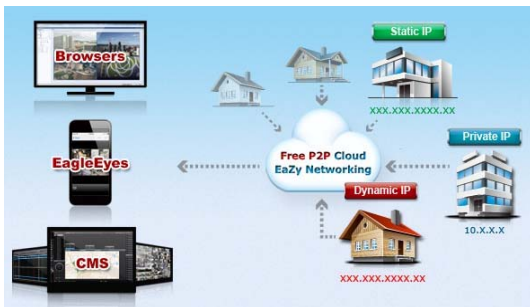 Browsers
EagleEyes
CMS
Free P2P Cloud
EaZy Networking
Static IP
XXX.XXX.XXXX.XX
Private IP
10.X.X.X
Dynamic IP
XXX.XXX.XXXX.XX